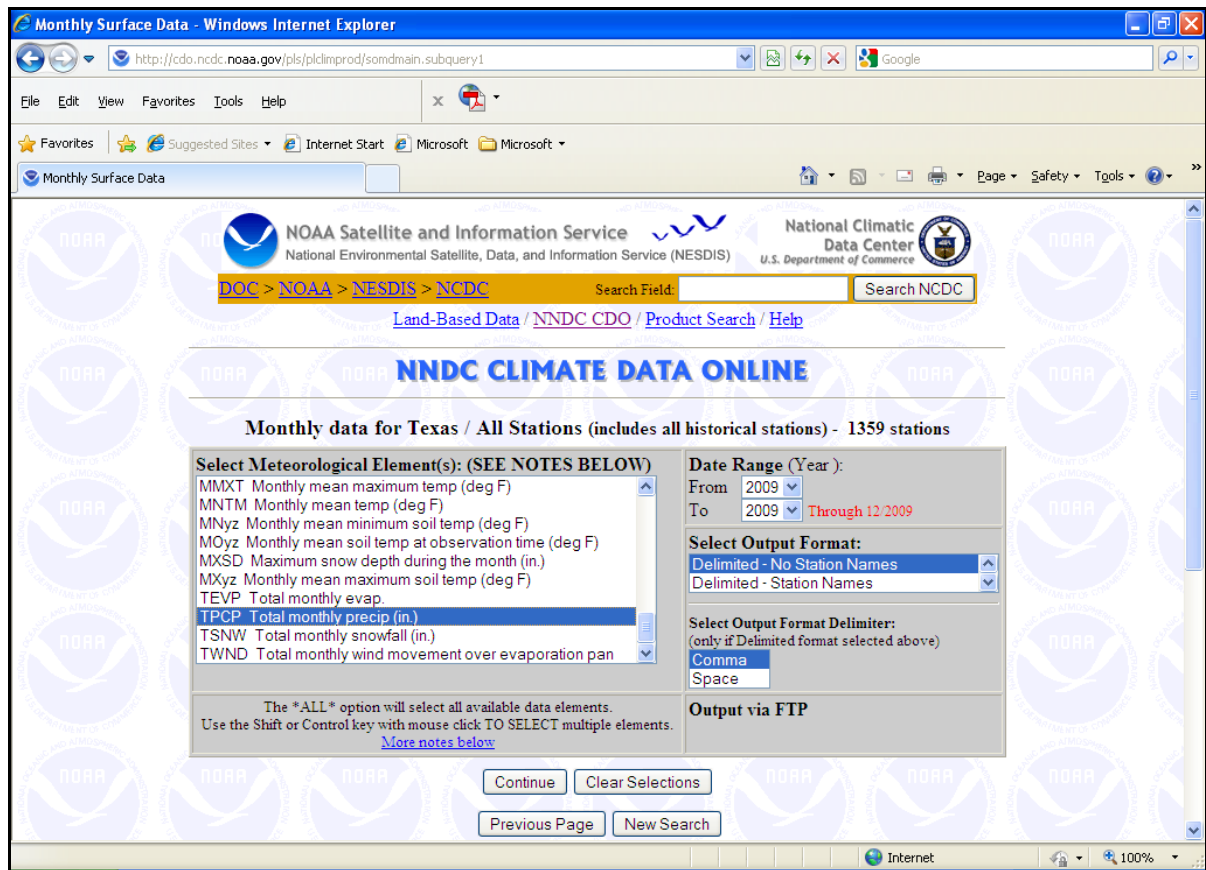 Monthly Surface Data - Windows Internet Explorer
http://cdo.ncdc.noaa.gov/pls/plclimprod/somdmain.subquery1
Google
File Edit View Favorites Tools Help
x
Favorites Suggested Sites Internet Start Microsoft Microsoft
Monthly Surface Data
Page Safety Tools »
NOAA Satellite and Information Service
National Environmental Satellite, Data, and Information Service (NESDIS)
National Climatic
Data Center
U.S. Department of Commerce
DOC > NOAA > NESDIS > NCDC Search Field: Search NCDC
Land-Based Data / NNDC CDO / Product Search / Help
NNDC CLIMATE DATA ONLINE
Monthly data for Texas / All Stations (includes all historical stations) - 1359 stations
Select Meteorological Element(s): (SEE NOTES BELOW)
MMXT Monthly mean maximum temp (deg F)
MNTM Monthly mean temp (deg F)
MNyz Monthly mean minimum soil temp (deg F)
MOyz Monthly mean soil temp at observation time (deg F)
MXSD Maximum snow depth during the month (in.)
MXyz Monthly mean maximum soil temp (deg F)
TEVP Total monthly evap.
TPCP Total monthly precip (in.)
TSNW Total monthly snowfall (in.)
TWND Total monthly wind movement over evaporation pan
Date Range (Year ):
From 2009
To 2009 Through 12/2009
Select Output Format:
Delimited - No Station Names
Delimited - Station Names
Select Output Format Delimiter:
(only if Delimited format selected above)
Comma
Space
The *ALL* option will select all available data elements.
Use the Shift or Control key with mouse click TO SELECT multiple elements.
More notes below
Output via FTP
Continue Clear Selections
Previous Page New Search
Internet 100%